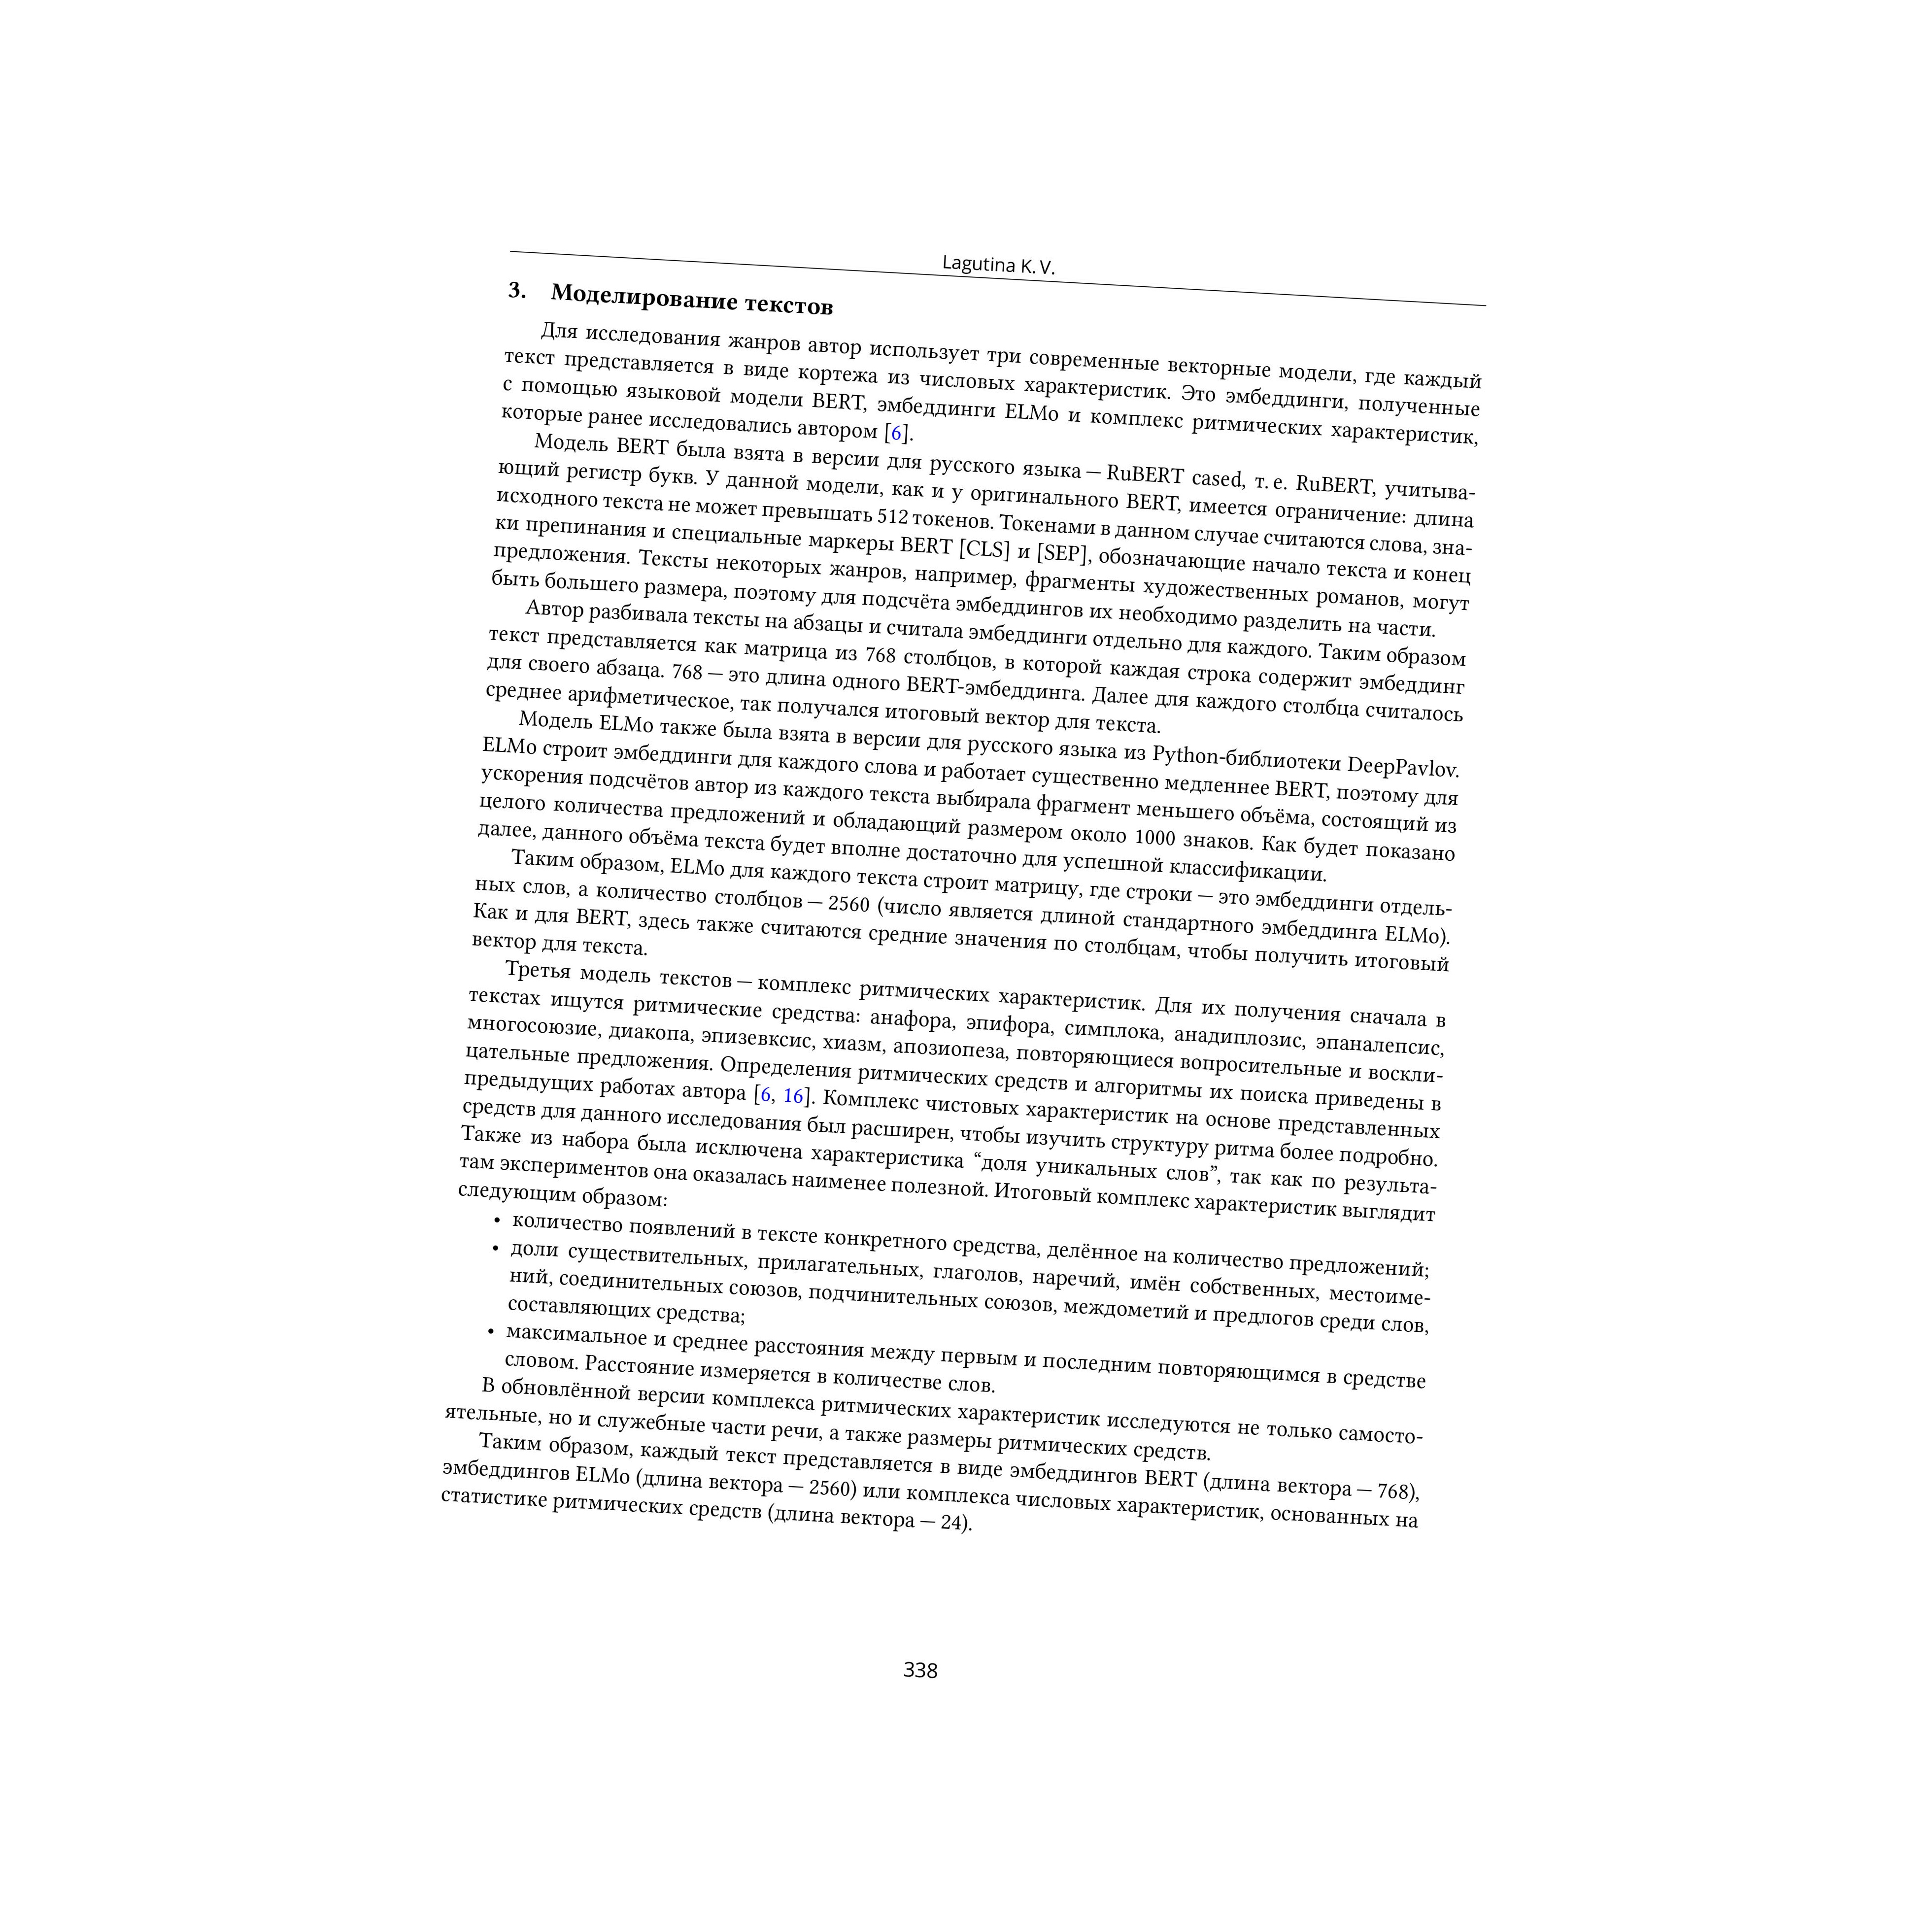 Lagutina K. V.
3. Моделирование текстов
Для исследования жанров автор использует три современные векторные модели, где каждый
текст представляется в виде кортежа из числовых характеристик. Это эмбеддинги, полученные
с помощью языковой модели BERT, эмбеддинги ELMo и комплекс ритмических характеристик,
которые ранее исследовались автором [6].
Модель BERT была взята в версии для русского языка — RuBERT cased, т. е. RuBERT, учитыва-
ющий регистр букв. У данной модели, как и у оригинального BERT, имеется ограничение: длина
исходного текста не может превышать 512 токенов. Токенами в данном случае считаются слова, зна-
ки препинания и специальные маркеры BERT [CLS] и [SEP], обозначающие начало текста и конец
предложения. Тексты некоторых жанров, например, фрагменты художественных романов, могут
быть большего размера, поэтому для подсчёта эмбеддингов их необходимо разделить на части.
Автор разбивала тексты на абзацы и считала эмбеддинги отдельно для каждого. Таким образом
текст представляется как матрица из 768 столбцов, в которой каждая строка содержит эмбеддинг
для своего абзаца. 768 — это длина одного BERT-эмбеддинга. Далее для каждого столбца считалось
среднее арифметическое, так получался итоговый вектор для текста.
Модель ELMo также была взята в версии для русского языка из Python-библиотеки DeepPavlov.
ELMo строит эмбеддинги для каждого слова и работает существенно медленнее BERT, поэтому для
ускорения подсчётов автор из каждого текста выбирала фрагмент меньшего объёма, состоящий из
целого количества предложений и обладающий размером около 1000 знаков. Как будет показано
далее, данного объёма текста будет вполне достаточно для успешной классификации.
Таким образом, ELMo для каждого текста строит матрицу, где строки — это эмбеддинги отдель-
ных слов, а количество столбцов — 2560 (число является длиной стандартного эмбеддинга ELMo).
Как и для BERT, здесь также считаются средние значения по столбцам, чтобы получить итоговый
вектор для текста.
Третья модель текстов — комплекс ритмических характеристик. Для их получения сначала в
текстах ищутся ритмические средства: анафора, эпифора, симплока, анадиплозис, эпаналепсис,
многосоюзие, диакопа, эпизевксис, хиазм, апозиопеза, повторяющиеся вопросительные и воскли-
цательные предложения. Определения ритмических средств и алгоритмы их поиска приведены в
предыдущих работах автора [6, 16]. Комплекс чистовых характеристик на основе представленных
средств для данного исследования был расширен, чтобы изучить структуру ритма более подробно.
Также из набора была исключена характеристика “доля уникальных слов”, так как по результа-
там экспериментов она оказалась наименее полезной. Итоговый комплекс характеристик выглядит
следующим образом:
• количество появлений в тексте конкретного средства, делённое на количество предложений;
• доли существительных, прилагательных, глаголов, наречий, имён собственных, местоиме-
ний, соединительных союзов, подчинительных союзов, междометий и предлогов среди слов,
составляющих средства;
• максимальное и среднее расстояния между первым и последним повторяющимся в средстве
словом. Расстояние измеряется в количестве слов.
В обновлённой версии комплекса ритмических характеристик исследуются не только самосто-
ятельные, но и служебные части речи, а также размеры ритмических средств.
Таким образом, каждый текст представляется в виде эмбеддингов BERT (длина вектора — 768),
эмбеддингов ELMo (длина вектора — 2560) или комплекса числовых характеристик, основанных на
статистике ритмических средств (длина вектора — 24).
338